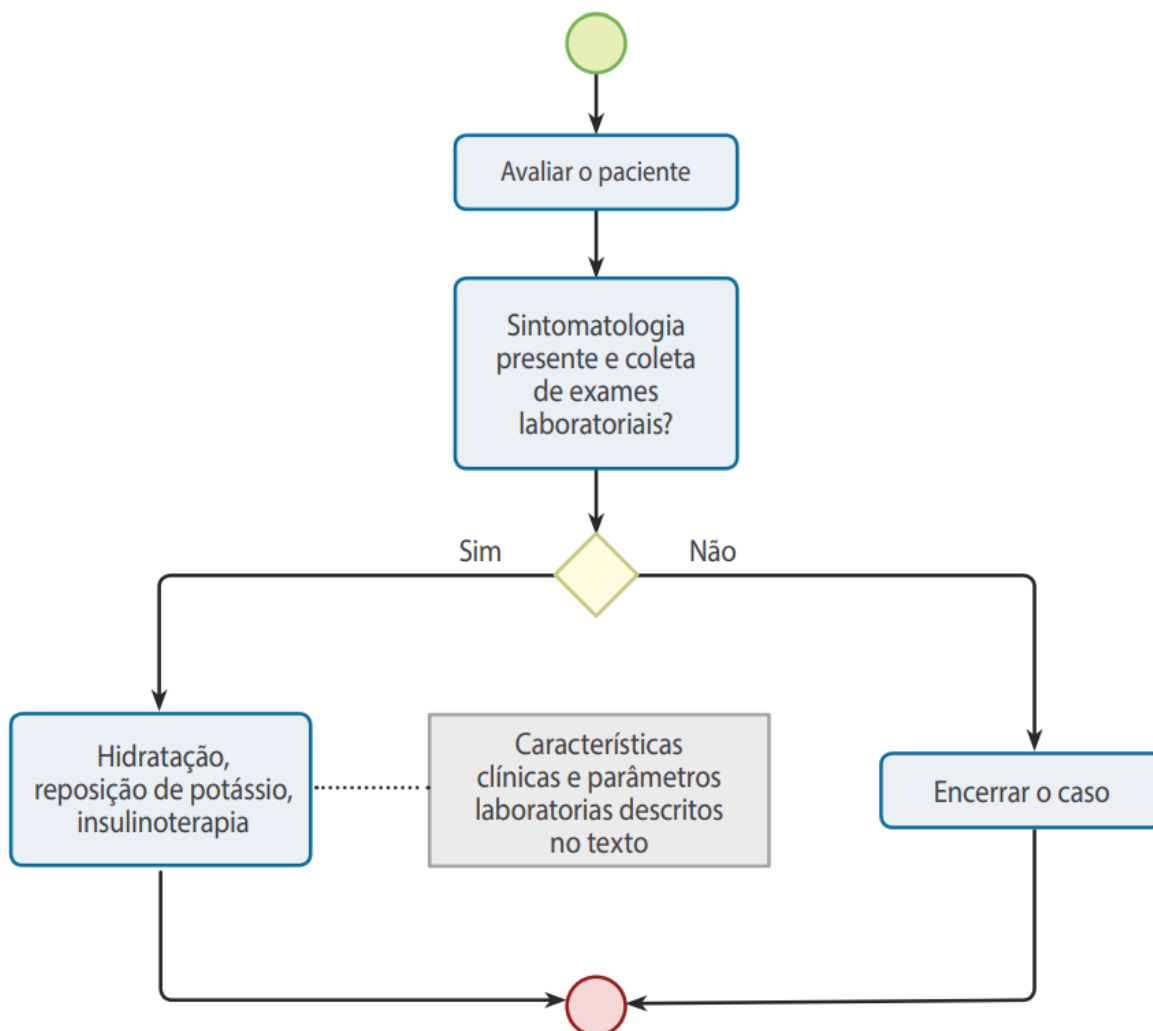 Avaliar o paciente
Sintomatologia
presente e coleta
de exames
laboratoriais?
Sim
Não
Hidratação,
reposição de potássio,
insulinoterapia
Características
clínicas e parâmetros
laboratorias descritos
no texto
Encerrar o caso